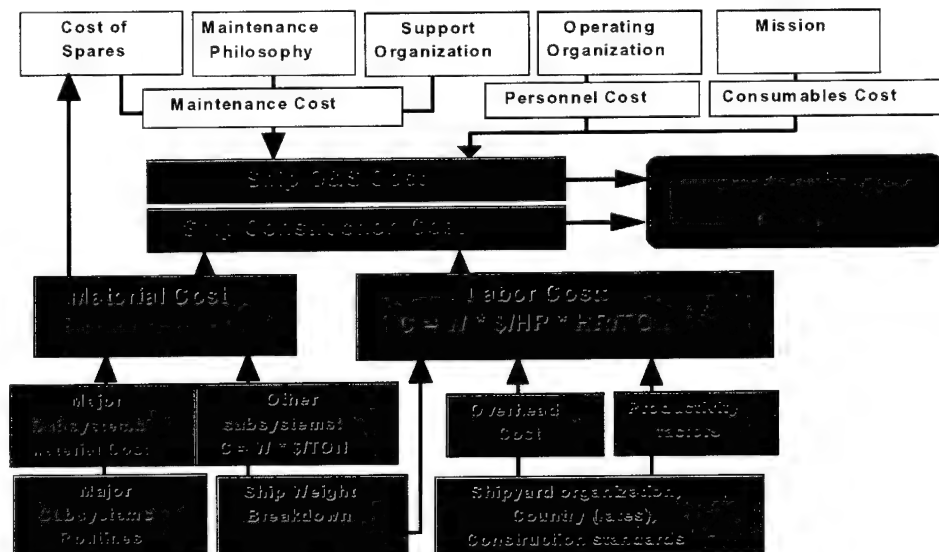 Cost of
Spares
Maintenance
Philosophy
Support
Organization
Operating
Organization
Mission
Maintenance Cost
Personnel Cost
Consumables Cost
Ship O&S Cost
Ship Construction Cost
Material Cost
Labor Cost:
C = W * $/HR * HR/TON
Major
Subsystems
Material Cost
Other
subsystems:
C = W * $/TON
Overhead
Cost
Productivity
factors
Major
Subsystems
Routines
Ship Weight
Breakdown
Shipyard organization,
Country (rates),
Construction standards